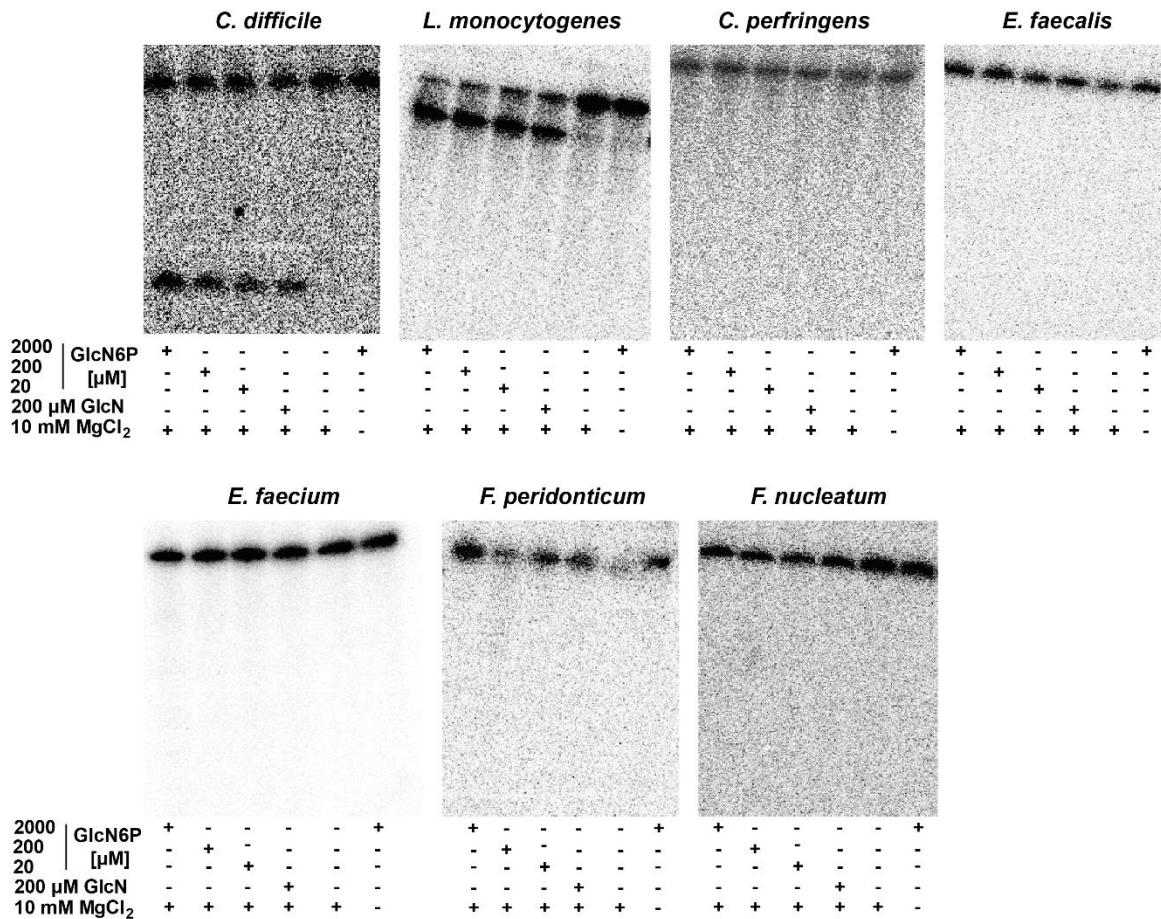 C. difficile L. monocytogenes C. perfringens E. faecalis
2000 GlcN6P + - - - - + + - - - - + + - - - - + + - - - - +
200 [µM] - + - - - - - + - - - - - + - - - - - + - - - -
20 - - + - - - - - + - - - - - + - - - - - + - - -
200 µM GlcN - - - + - - - - - + - - - - - + - - - - - + - -
10 mM MgCl2 + + + + + - + + + + + - + + + + + - + + + + + -
E. faecium F. peridonticum F. nucleatum
2000 GlcN6P + - - - - + + - - - - + + - - - - +
200 [µM] - + - - - - - + - - - - - + - - - -
20 - - + - - - - - + - - - - - + - - -
200 µM GlcN - - - + - - - - - + - - - - - + - -
10 mM MgCl2 + + + + + - + + + + + - + + + + + -